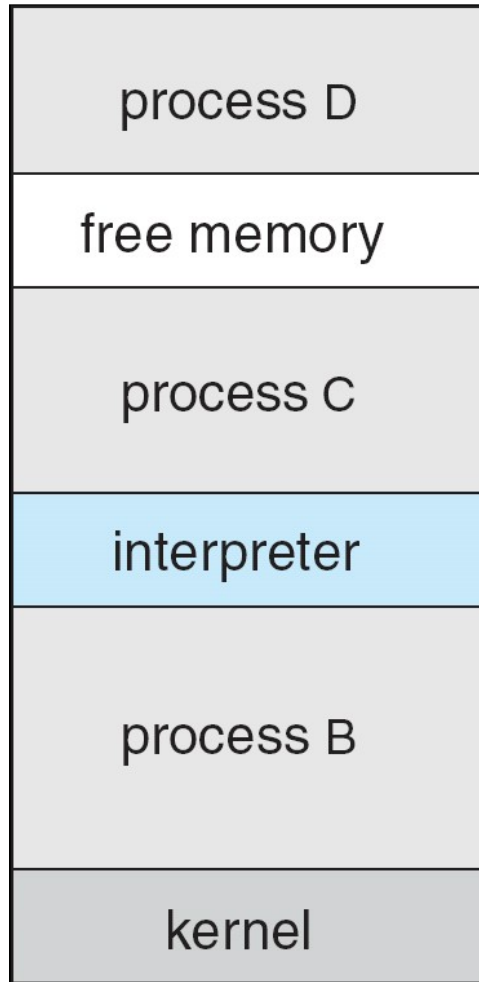 process D
free memory
process C
interpreter
process B
kernel